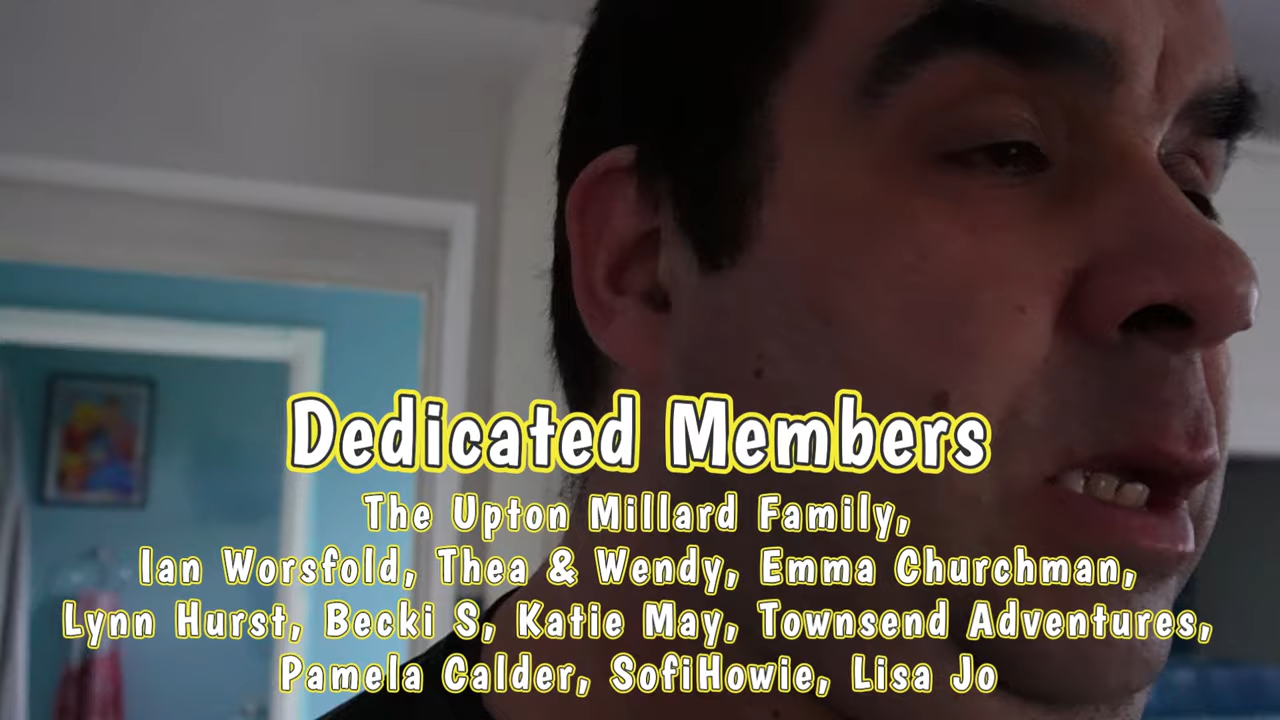 Dedicated Members
The Upton Millard Family,
Ian Worsfold, Thea & Wendy, Emma Churchman,
Lynn Hurst, Becki S, Katie May, Townsend Adventures,
Pamela Calder, SofiHowie, Lisa Jo